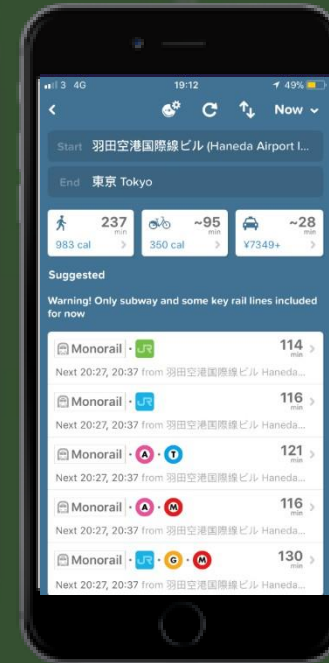 3 4G 19:12 49%
Now
Start 羽田空港国際線ビル (Haneda Airport I...
End 東京 Tokyo
237 min ~95 min ~28 min
983 cal 350 cal ¥7349+
Suggested
Warning! Only subway and some key rail lines included
for now
Monorail · JR 114 min
Next 20:27, 20:37 from 羽田空港国際線ビル Haneda...
Monorail · JR 116 min
Next 20:27, 20:37 from 羽田空港国際線ビル Haneda...
Monorail · A · T 121 min
Next 20:27, 20:37 from 羽田空港国際線ビル Haneda...
Monorail · A · M 116 min
Next 20:27, 20:37 from 羽田空港国際線ビル Haneda...
Monorail · JR · G · M 130 min
Next 20:27, 20:37 from 羽田空港国際線ビル Haneda...